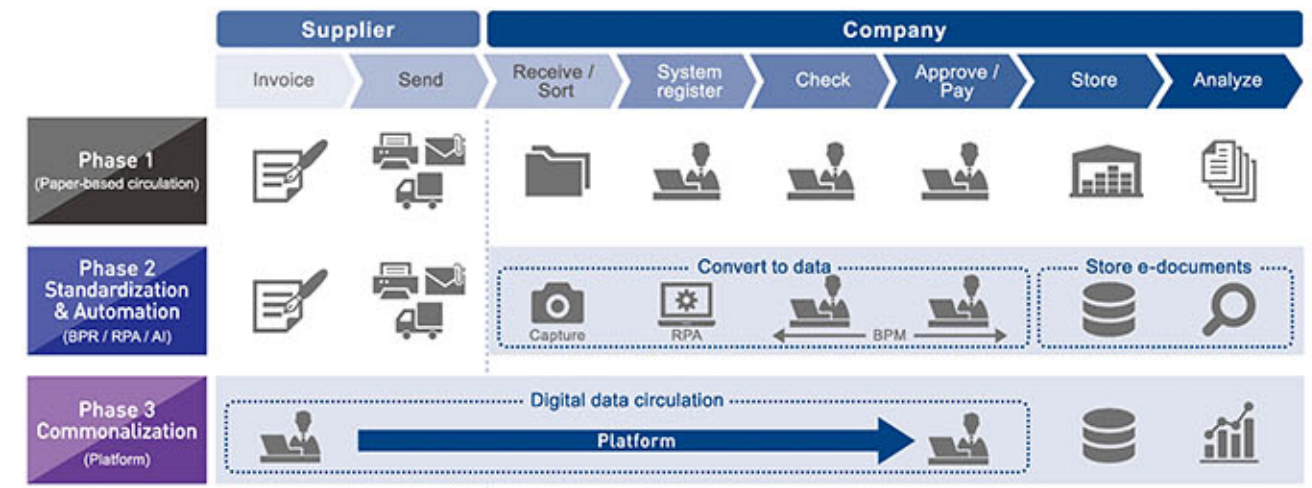 Supplier
Company
Invoice
Send
Receive /
Sort
System
register
Check
Approve /
Pay
Store
Analyze
Phase 1
(Paper-based circulation)
Phase 2
Standardization
& Automation
(BPR / RPA / AI)
Convert to data
Store e-documents
Capture
RPA
BPM
Phase 3
Commonalization
(Platform)
Digital data circulation
Platform